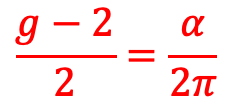 (g − 2)/2 = α/2π